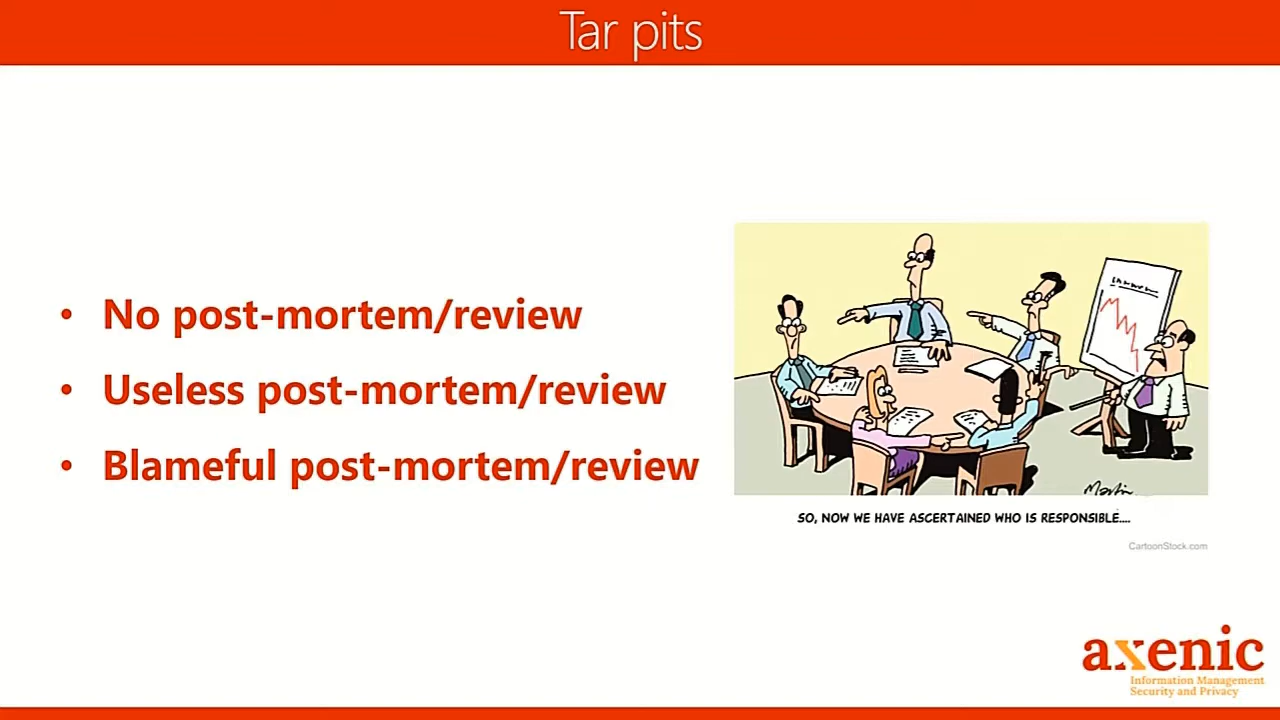 Tar pits
• No post-mortem/review
• Useless post-mortem/review
• Blameful post-mortem/review
SO, NOW WE HAVE ASCERTAINED WHO IS RESPONSIBLE....
CartoonStock.com
axenic
Information Management
Security and Privacy